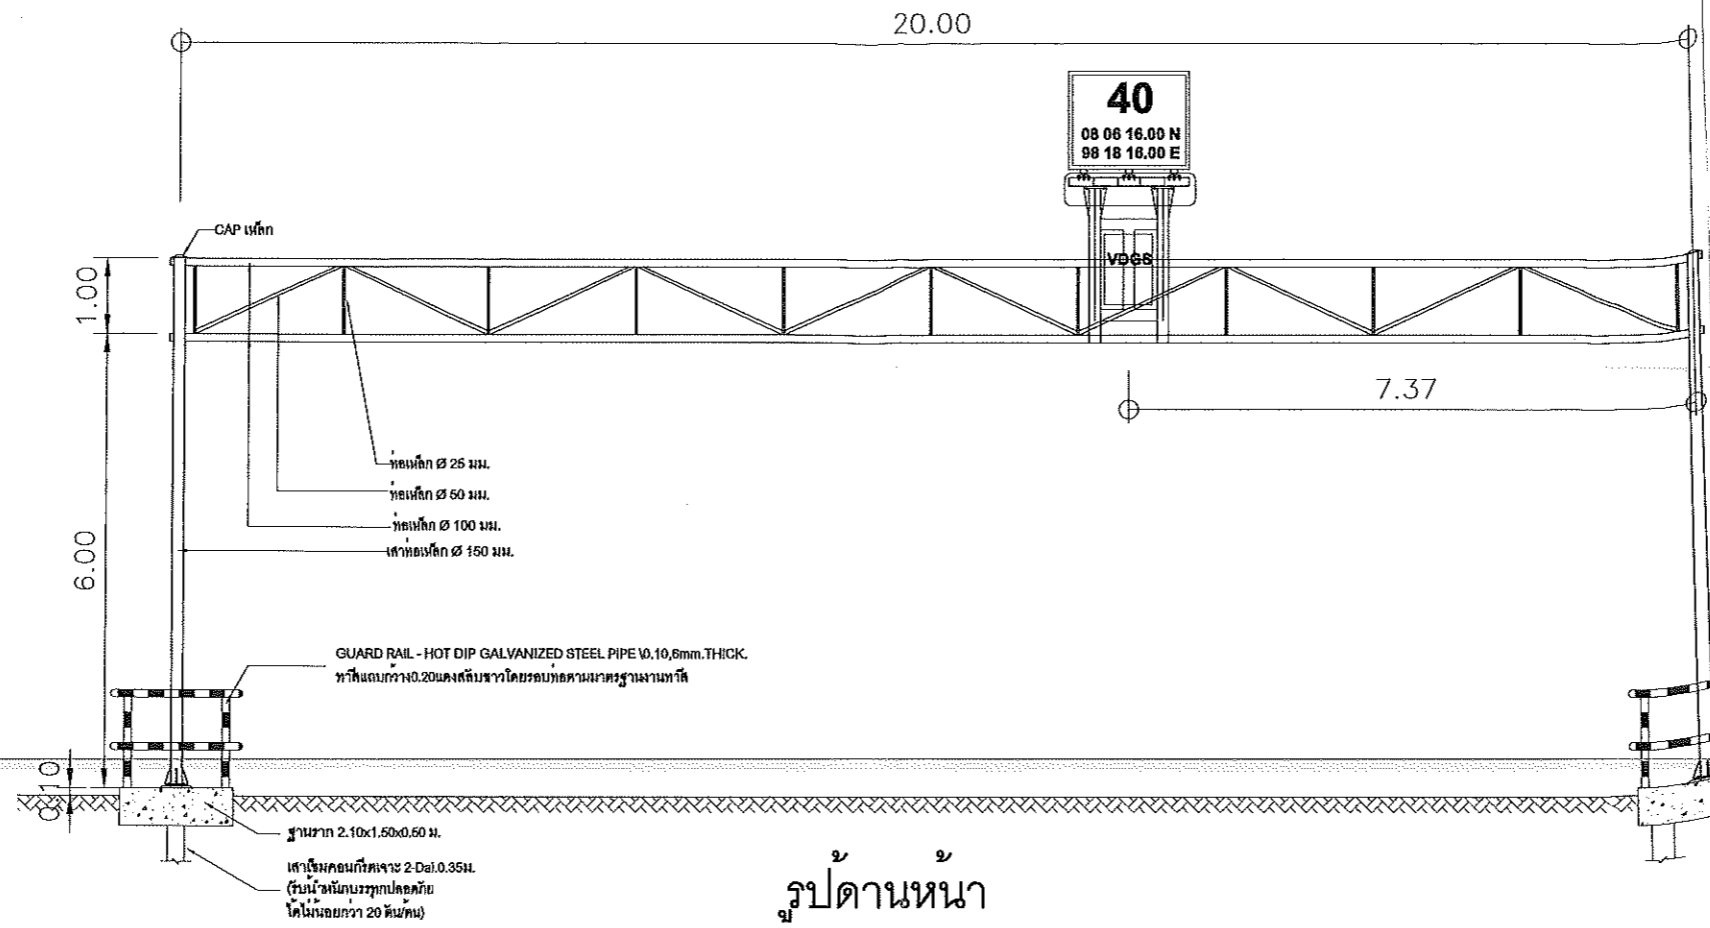 20.00
40
08 06 16.00 N
98 18 16.00 E
CAP เหล็ก
1.00
VDGS
7.37
ท่อเหล็ก Ø 25 มม.
ท่อเหล็ก Ø 50 มม.
ท่อเหล็ก Ø 100 มม.
เสาท่อเหล็ก Ø 150 มม.
6.00
GUARD RAIL - HOT DIP GALVANIZED STEEL PIPE \0.10,6mm.THICK.
ทาสีแถบกว้าง0.20แดงสลับขาวโดยรอบท่อตามมาตรฐานงานทาสี
0.10
ฐานราก 2.10x1.50x0.50 ม.
เสาเข็มคอนกรีตเจาะ 2-Dai.0.35ม.
(รับน้ำหนักบรรทุกปลอดภัย
ได้ไม่น้อยกว่า 20 ตัน/ต้น)
รูปด้านหน้า